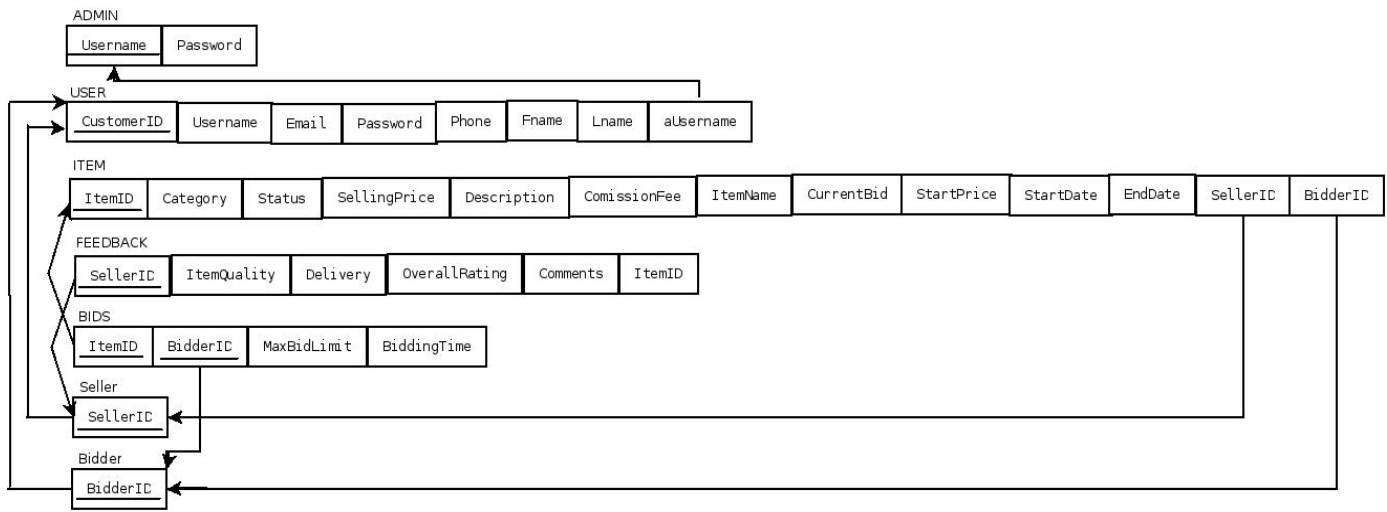 ADMIN
Username Password
USER
CustomerID Username Email Password Phone Fname Lname aUsername
ITEM
ItemID Category Status SellingPrice Description ComissionFee ItemName CurrentBid StartPrice StartDate EndDate SellerID BidderID
FEEDBACK
SellerID ItemQuality Delivery OverallRating Comments ItemID
BIDS
ItemID BidderID MaxBidLimit BiddingTime
Seller
SellerID
Bidder
BidderID